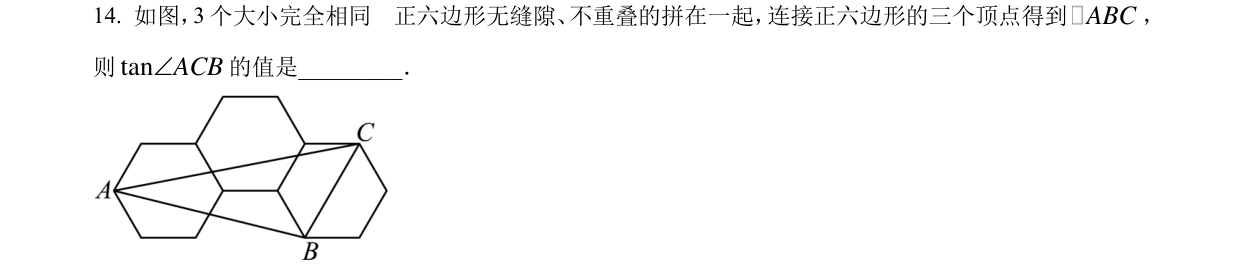 14. 如图，3 个大小完全相同 正六边形无缝隙、不重叠的拼在一起，连接正六边形的三个顶点得到▯ABC，
则 tan∠ACB 的值是________.
C
A
B